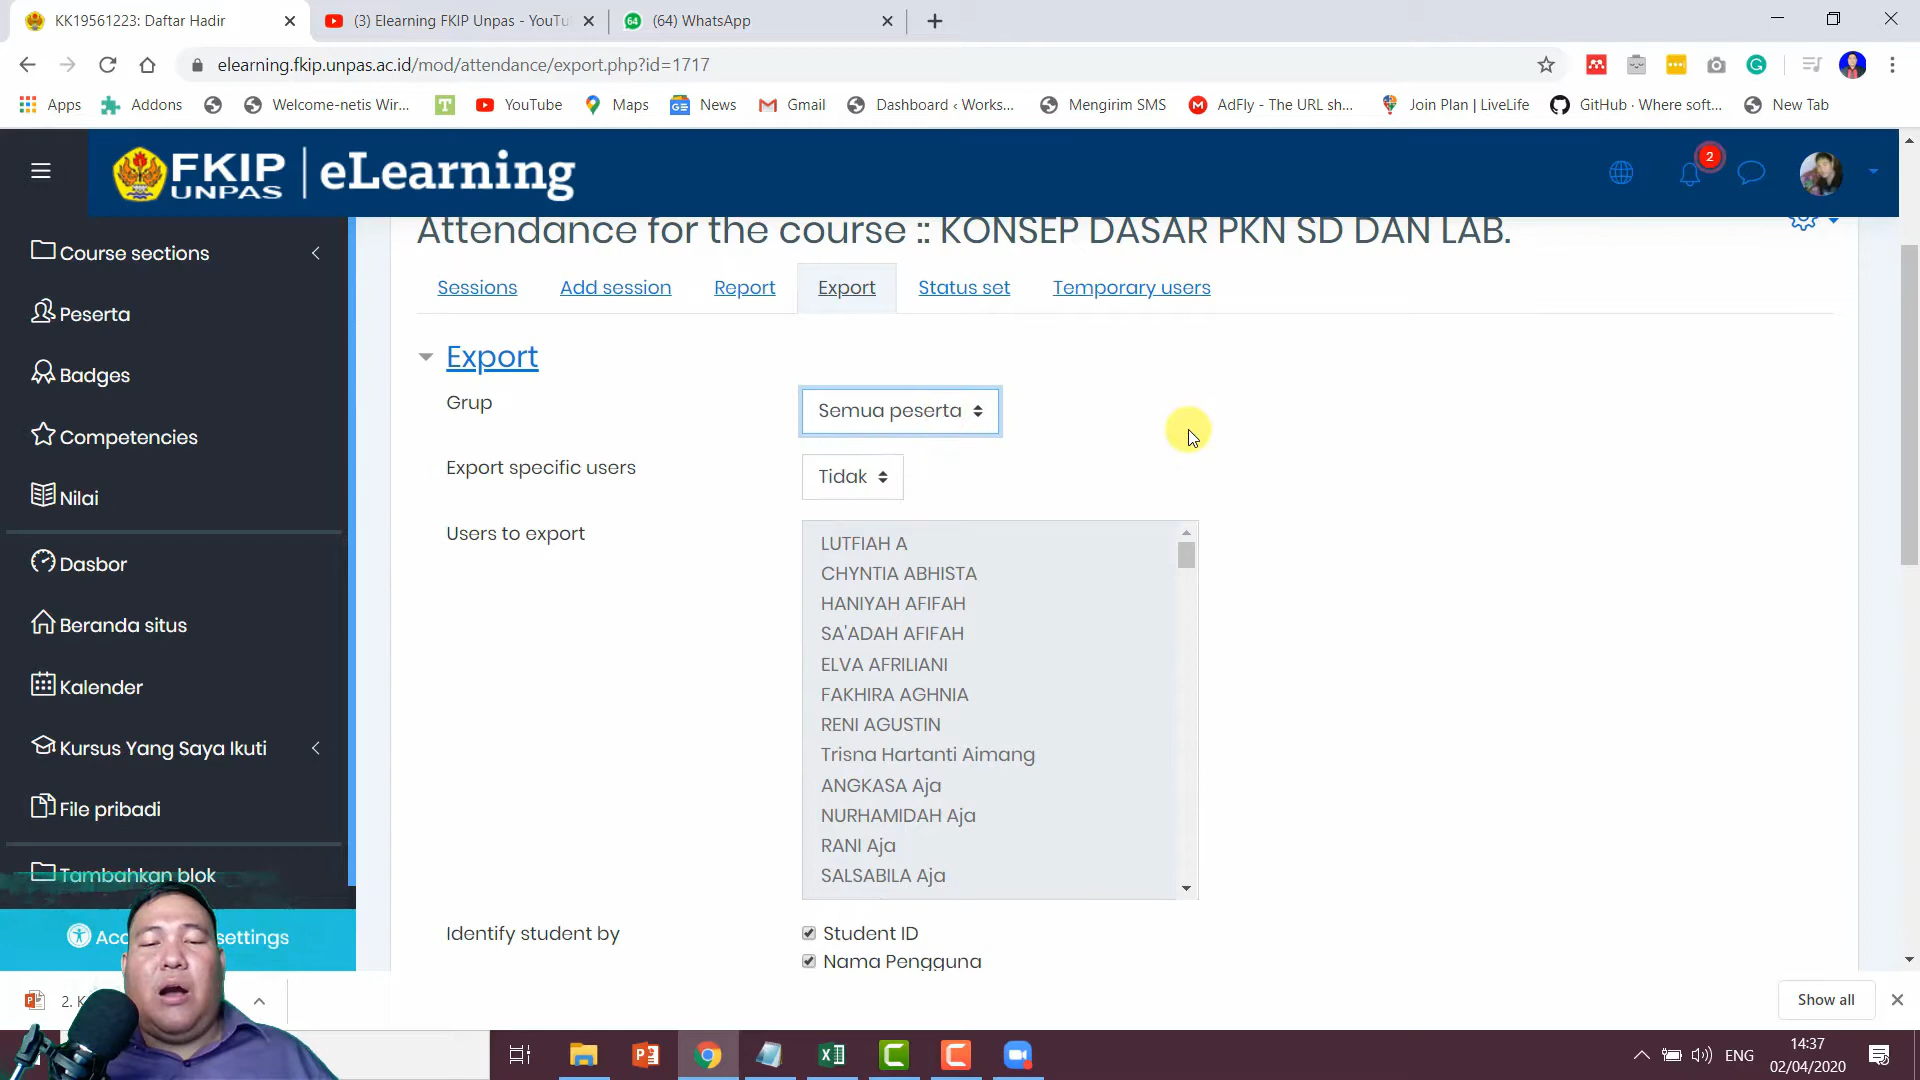 KK19561223: Daftar Hadir
(3) Elearning FKIP Unpas - YouTu
(64) WhatsApp
elearning.fkip.unpas.ac.id/mod/attendance/export.php?id=1717
Apps
Addons
Welcome-netis Wir...
YouTube
Maps
News
Gmail
Dashboard ‹ Works...
Mengirim SMS
AdFly - The URL sh...
Join Plan | LiveLife
GitHub · Where soft...
New Tab
FKIP
UNPAS
eLearning
2
Course sections
Peserta
Badges
Competencies
Nilai
Dasbor
Beranda situs
Kalender
Kursus Yang Saya Ikuti
File pribadi
Tambahkan blok
settings
Attendance for the course :: KONSEP DASAR PKN SD DAN LAB.
Sessions
Add session
Report
Export
Status set
Temporary users
Export
Grup
Semua peserta
Export specific users
Tidak
Users to export
LUTFIAH A
CHYNTIA ABHISTA
HANIYAH AFIFAH
SA'ADAH AFIFAH
ELVA AFRILIANI
FAKHIRA AGHNIA
RENI AGUSTIN
Trisna Hartanti Aimang
ANGKASA Aja
NURHAMIDAH Aja
RANI Aja
SALSABILA Aja
Identify student by
Student ID
Nama Pengguna
2. K
Show all
ENG
14:37
02/04/2020